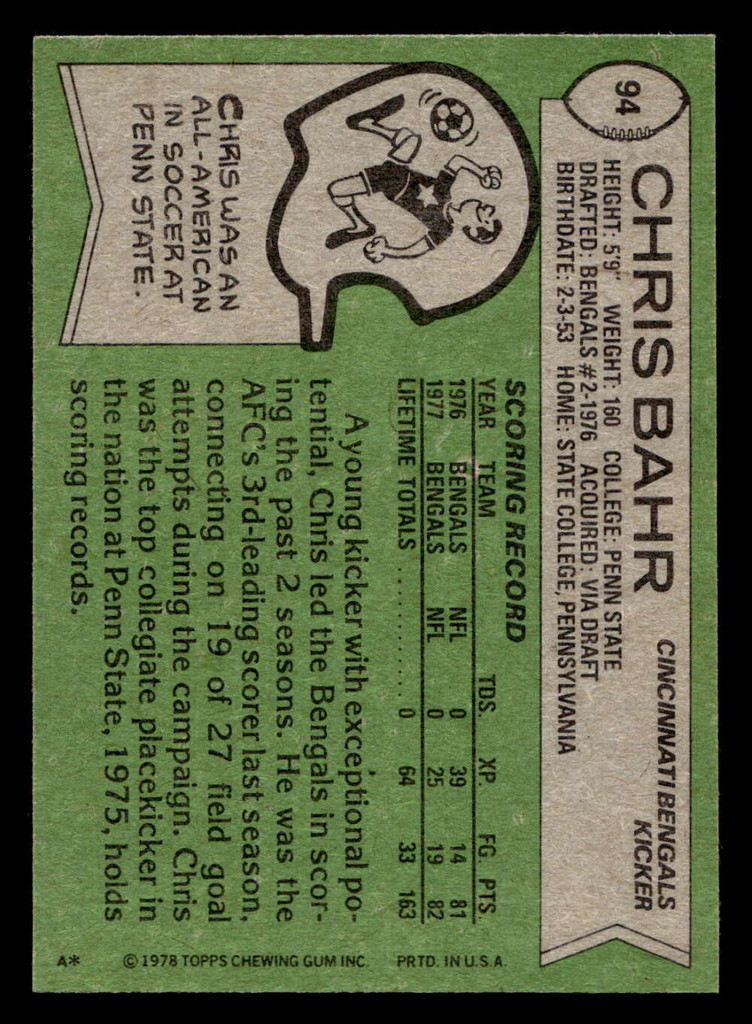 94
CHRIS BAHR
CINCINNATI BENGALS
KICKER
HEIGHT: 5'9" WEIGHT: 160 COLLEGE: PENN STATE
DRAFTED: BENGALS #2-1976 ACQUIRED: VIA DRAFT
BIRTHDATE: 2-3-53 HOME: STATE COLLEGE, PENNSYLVANIA
CHRIS WAS AN
ALL-AMERICAN
IN SOCCER AT
PENN STATE.
SCORING RECORD
YEAR TEAM TDS. XP. FG PTS.
1976 BENGALS NFL 0 39 14 81
1977 BENGALS NFL 0 25 19 82
LIFETIME TOTALS .......... 0 64 33 163
A young kicker with exceptional po-
tential, Chris led the Bengals in scor-
ing the past 2 seasons. He was the
AFC's 3rd-leading scorer last season,
connecting on 19 of 27 field goal
attempts during the campaign. Chris
was the top collegiate placekicker in
the nation at Penn State, 1975, holds
scoring records.
A* © 1978 TOPPS CHEWING GUM INC. PRTD. IN U.S.A.